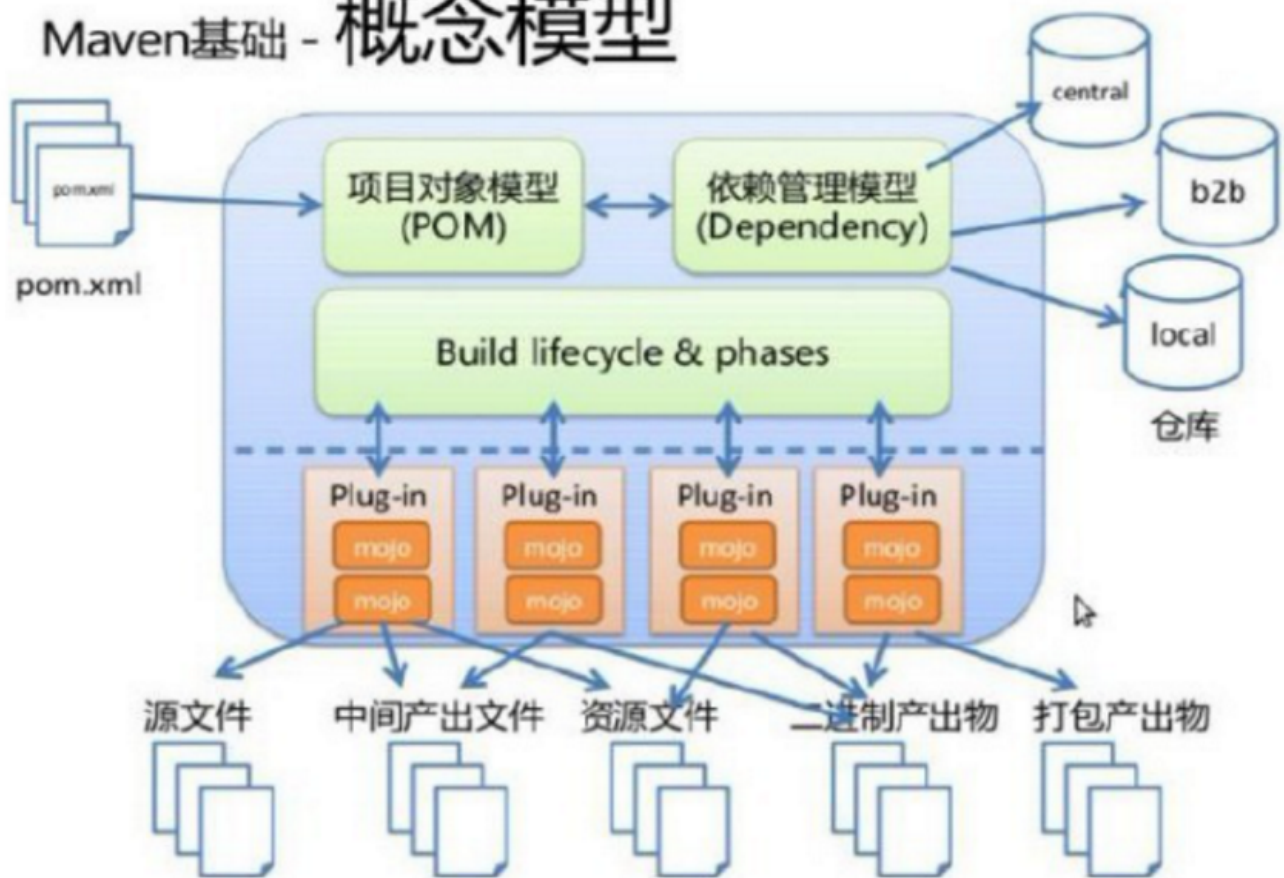 Maven基础 - 概念模型
central
b2b
pom.xml
项目对象模型
(POM)
依赖管理模型
(Dependency)
pom.xml
local
Build lifecycle & phases
仓库
Plug-in
Plug-in
Plug-in
Plug-in
mojo
mojo
mojo
mojo
mojo
mojo
mojo
mojo
源文件
中间产出文件
资源文件
二进制产出物
打包产出物